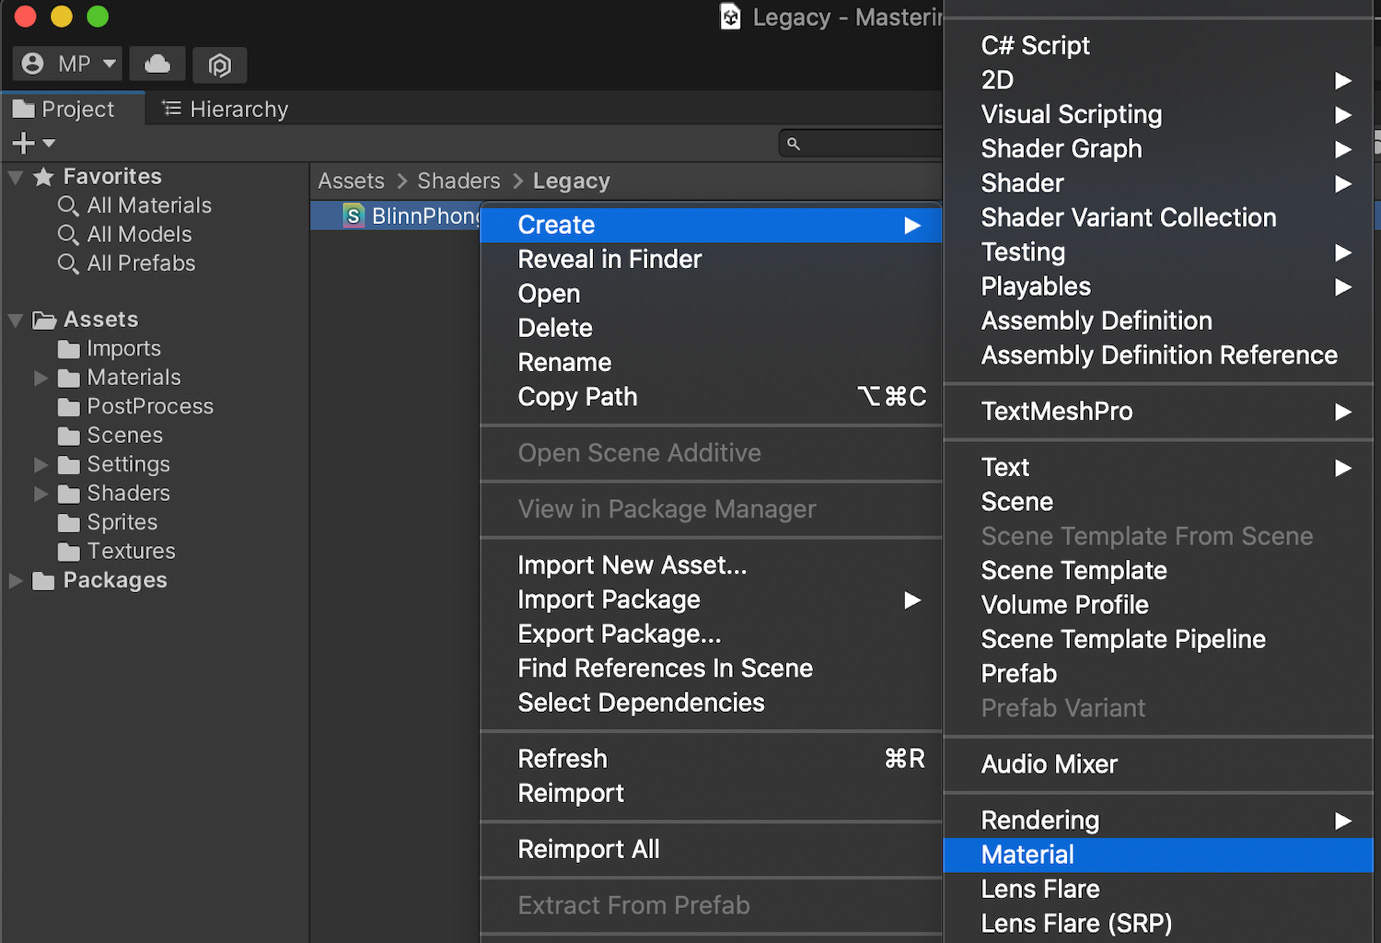 Legacy - Masterin
MP
Project
Hierarchy
Favorites
All Materials
All Models
All Prefabs
Assets
Imports
Materials
PostProcess
Scenes
Settings
Shaders
Sprites
Textures
Packages
Assets > Shaders > Legacy
S BlinnPhong
Create
Reveal in Finder
Open
Delete
Rename
Copy Path ⌥⌘C
Open Scene Additive
View in Package Manager
Import New Asset...
Import Package
Export Package...
Find References In Scene
Select Dependencies
Refresh ⌘R
Reimport
Reimport All
Extract From Prefab
C# Script
2D
Visual Scripting
Shader Graph
Shader
Shader Variant Collection
Testing
Playables
Assembly Definition
Assembly Definition Reference
TextMeshPro
Text
Scene
Scene Template From Scene
Scene Template
Volume Profile
Scene Template Pipeline
Prefab
Prefab Variant
Audio Mixer
Rendering
Material
Lens Flare
Lens Flare (SRP)